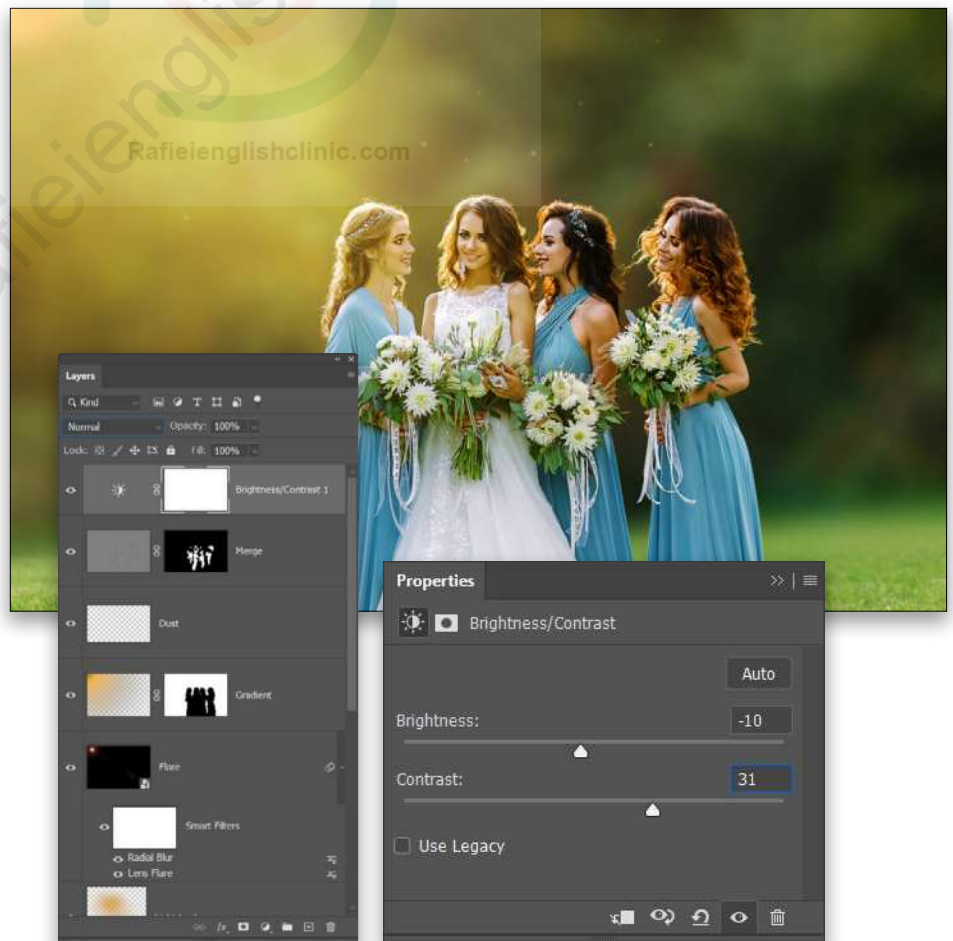 Rafieienglishclinic.com
Layers
Kind
Normal
Opacity: 100%
Lock:
Fill: 100%
Brightness/Contrast 1
Merge
Dust
Gradient
Flare
Smart Filters
Radial Blur
Lens Flare
Properties
Brightness/Contrast
Auto
Brightness:
-10
Contrast:
31
Use Legacy